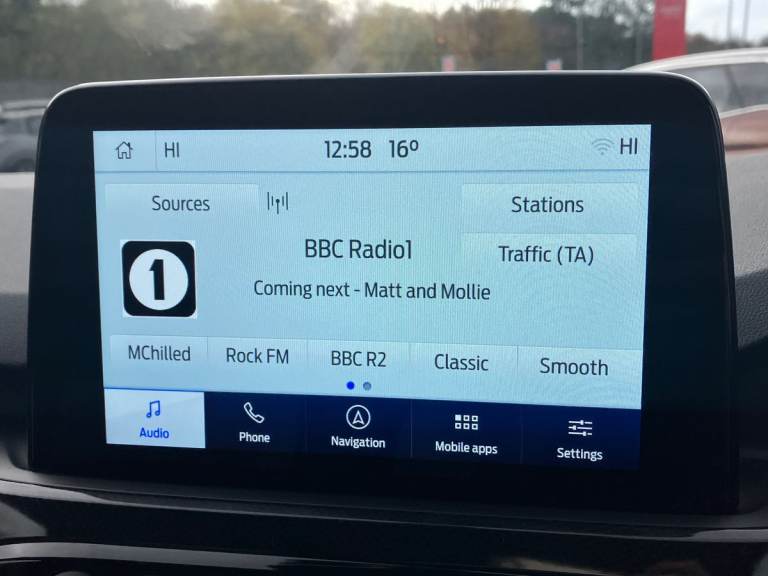 HI 12:58 16° HI
Sources Stations
BBC Radio1
Traffic (TA)
1
Coming next - Matt and Mollie
MChilled Rock FM BBC R2 Classic Smooth
Audio Phone Navigation Mobile apps Settings